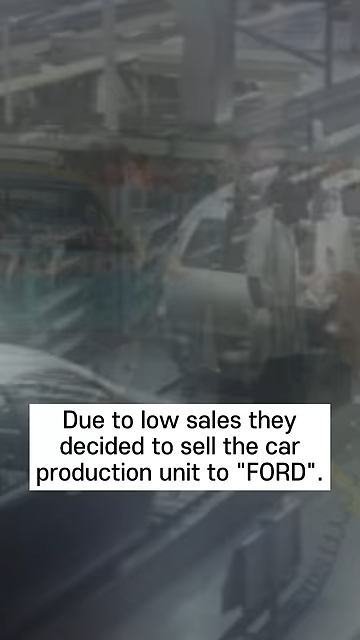 Due to low sales they
decided to sell the car
production unit to "FORD".